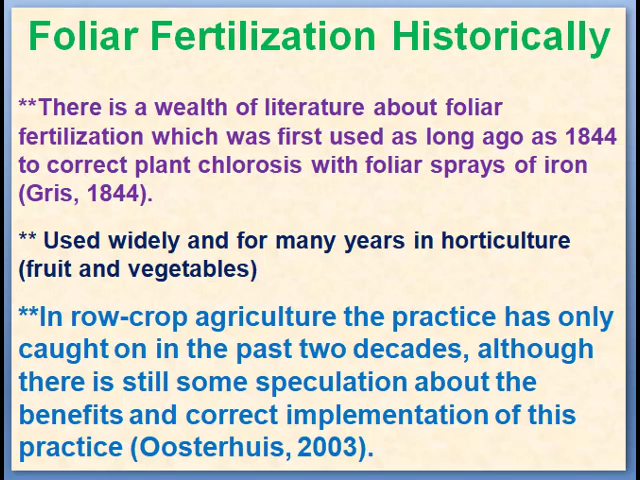 Foliar Fertilization Historically
**There is a wealth of literature about foliar
fertilization which was first used as long ago as 1844
to correct plant chlorosis with foliar sprays of iron
(Gris, 1844).
** Used widely and for many years in horticulture
(fruit and vegetables)
**In row-crop agriculture the practice has only
caught on in the past two decades, although
there is still some speculation about the
benefits and correct implementation of this
practice (Oosterhuis, 2003).